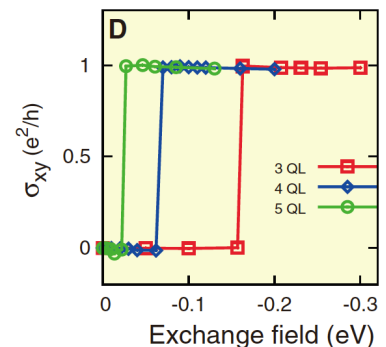 D
1
0.5
0
σxy (e²/h)
3 QL
4 QL
5 QL
0 -0.1 -0.2 -0.3
Exchange field (eV)